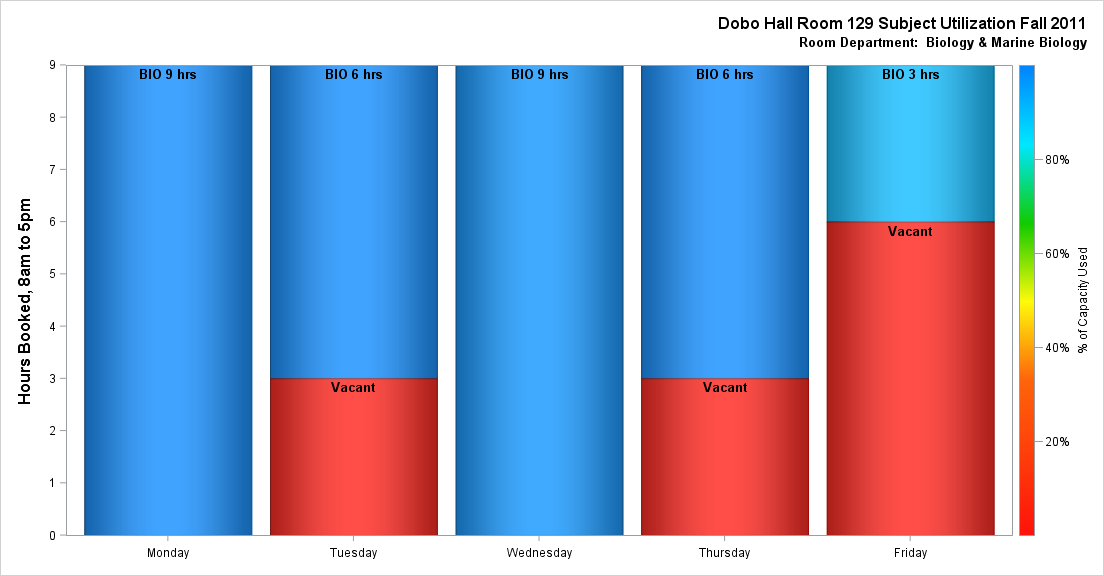 Dobo Hall Room 129 Subject Utilization Fall 2011
Room Department:  Biology & Marine Biology
Hours Booked, 8am to 5pm
9
8
7
6
5
4
3
2
1
0
BIO 9 hrs
BIO 6 hrs
BIO 9 hrs
BIO 6 hrs
BIO 3 hrs
Vacant
Vacant
Vacant
Monday
Tuesday
Wednesday
Thursday
Friday
80%
60%
40%
20%
% of Capacity Used